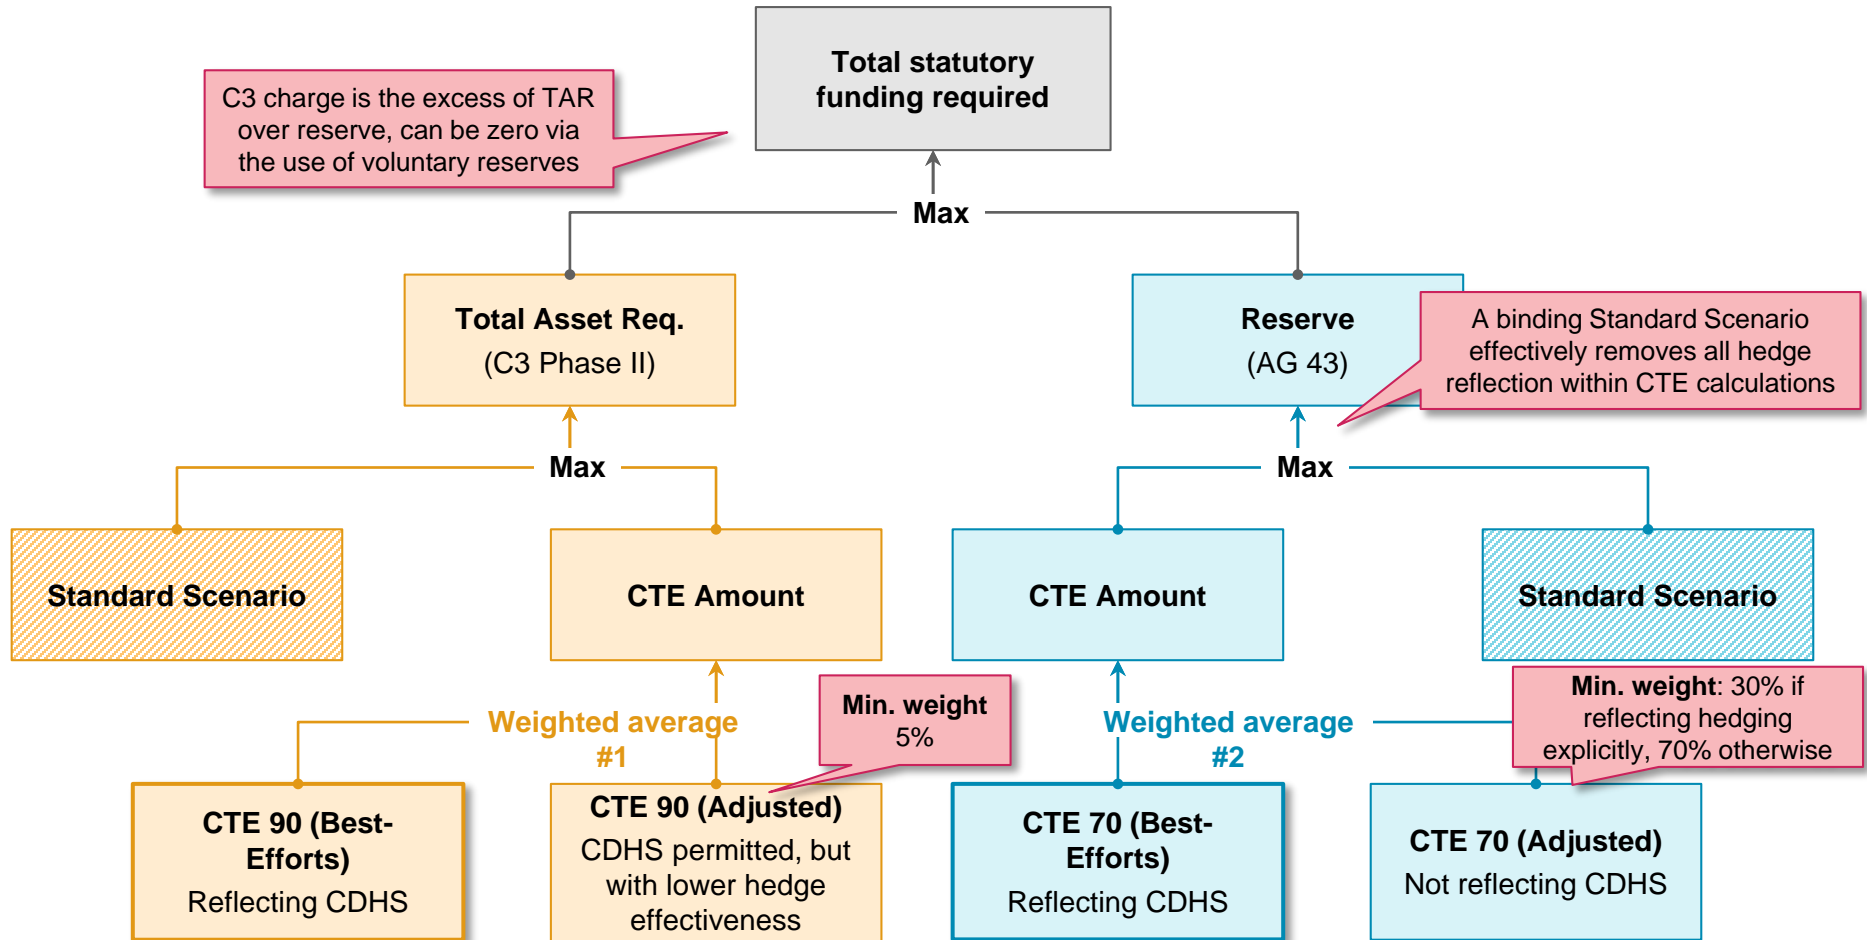 Total statutory
funding required
C3 charge is the excess of TAR
over reserve, can be zero via
the use of voluntary reserves
Max
Total Asset Req.
(C3 Phase II)
Reserve
(AG 43)
A binding Standard Scenario
effectively removes all hedge
reflection within CTE calculations
Max
Max
Standard Scenario
CTE Amount
CTE Amount
Standard Scenario
Weighted average
#1
Min. weight
5%
Weighted average
#2
Min. weight: 30% if
reflecting hedging
explicitly, 70% otherwise
CTE 90 (Best-
Efforts)
Reflecting CDHS
CTE 90 (Adjusted)
CDHS permitted, but
with lower hedge
effectiveness
CTE 70 (Best-
Efforts)
Reflecting CDHS
CTE 70 (Adjusted)
Not reflecting CDHS